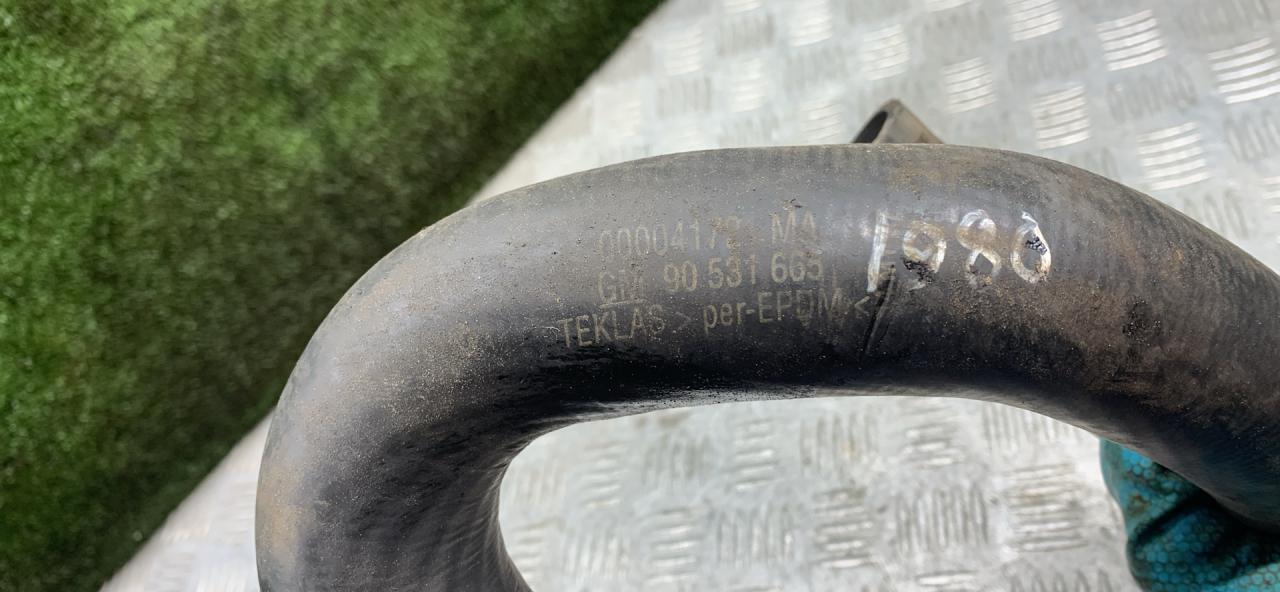 00004172 MA
GM 90 531 665
TEKLAS > per-EPDM <
1980